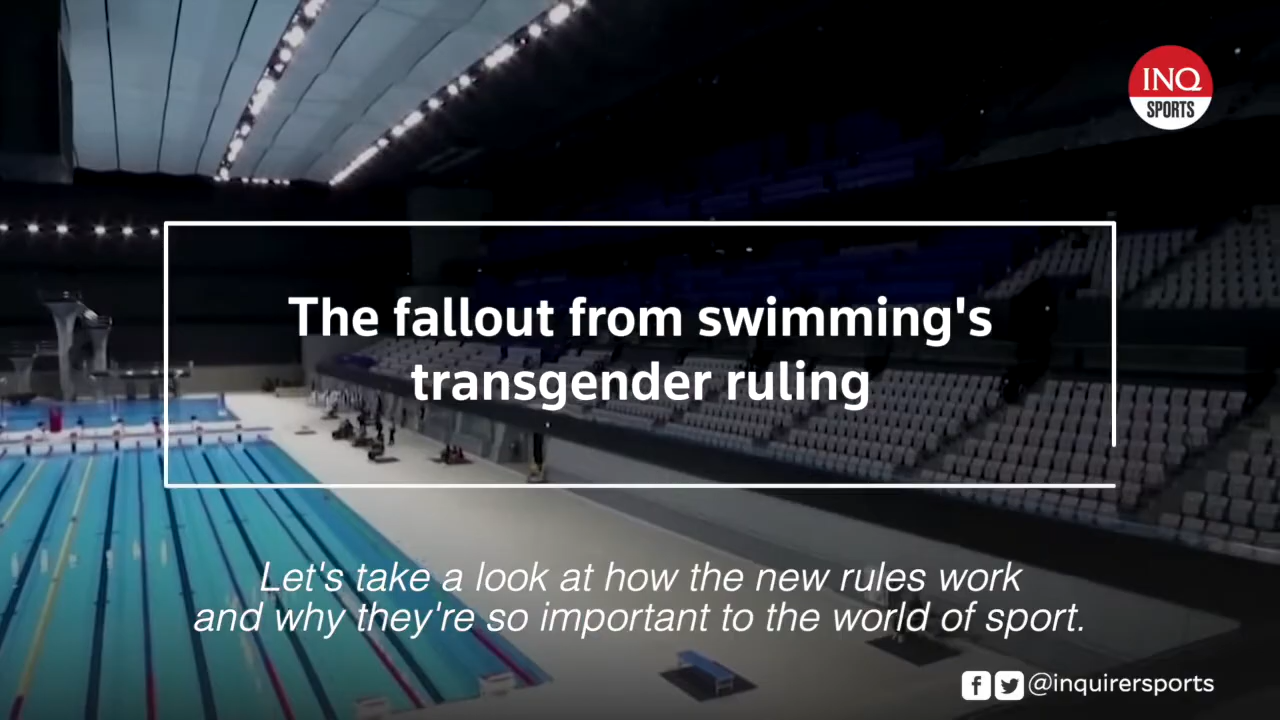 INQ
SPORTS
The fallout from swimming's
transgender ruling
Let's take a look at how the new rules work
and why they're so important to the world of sport.
@inquirersports